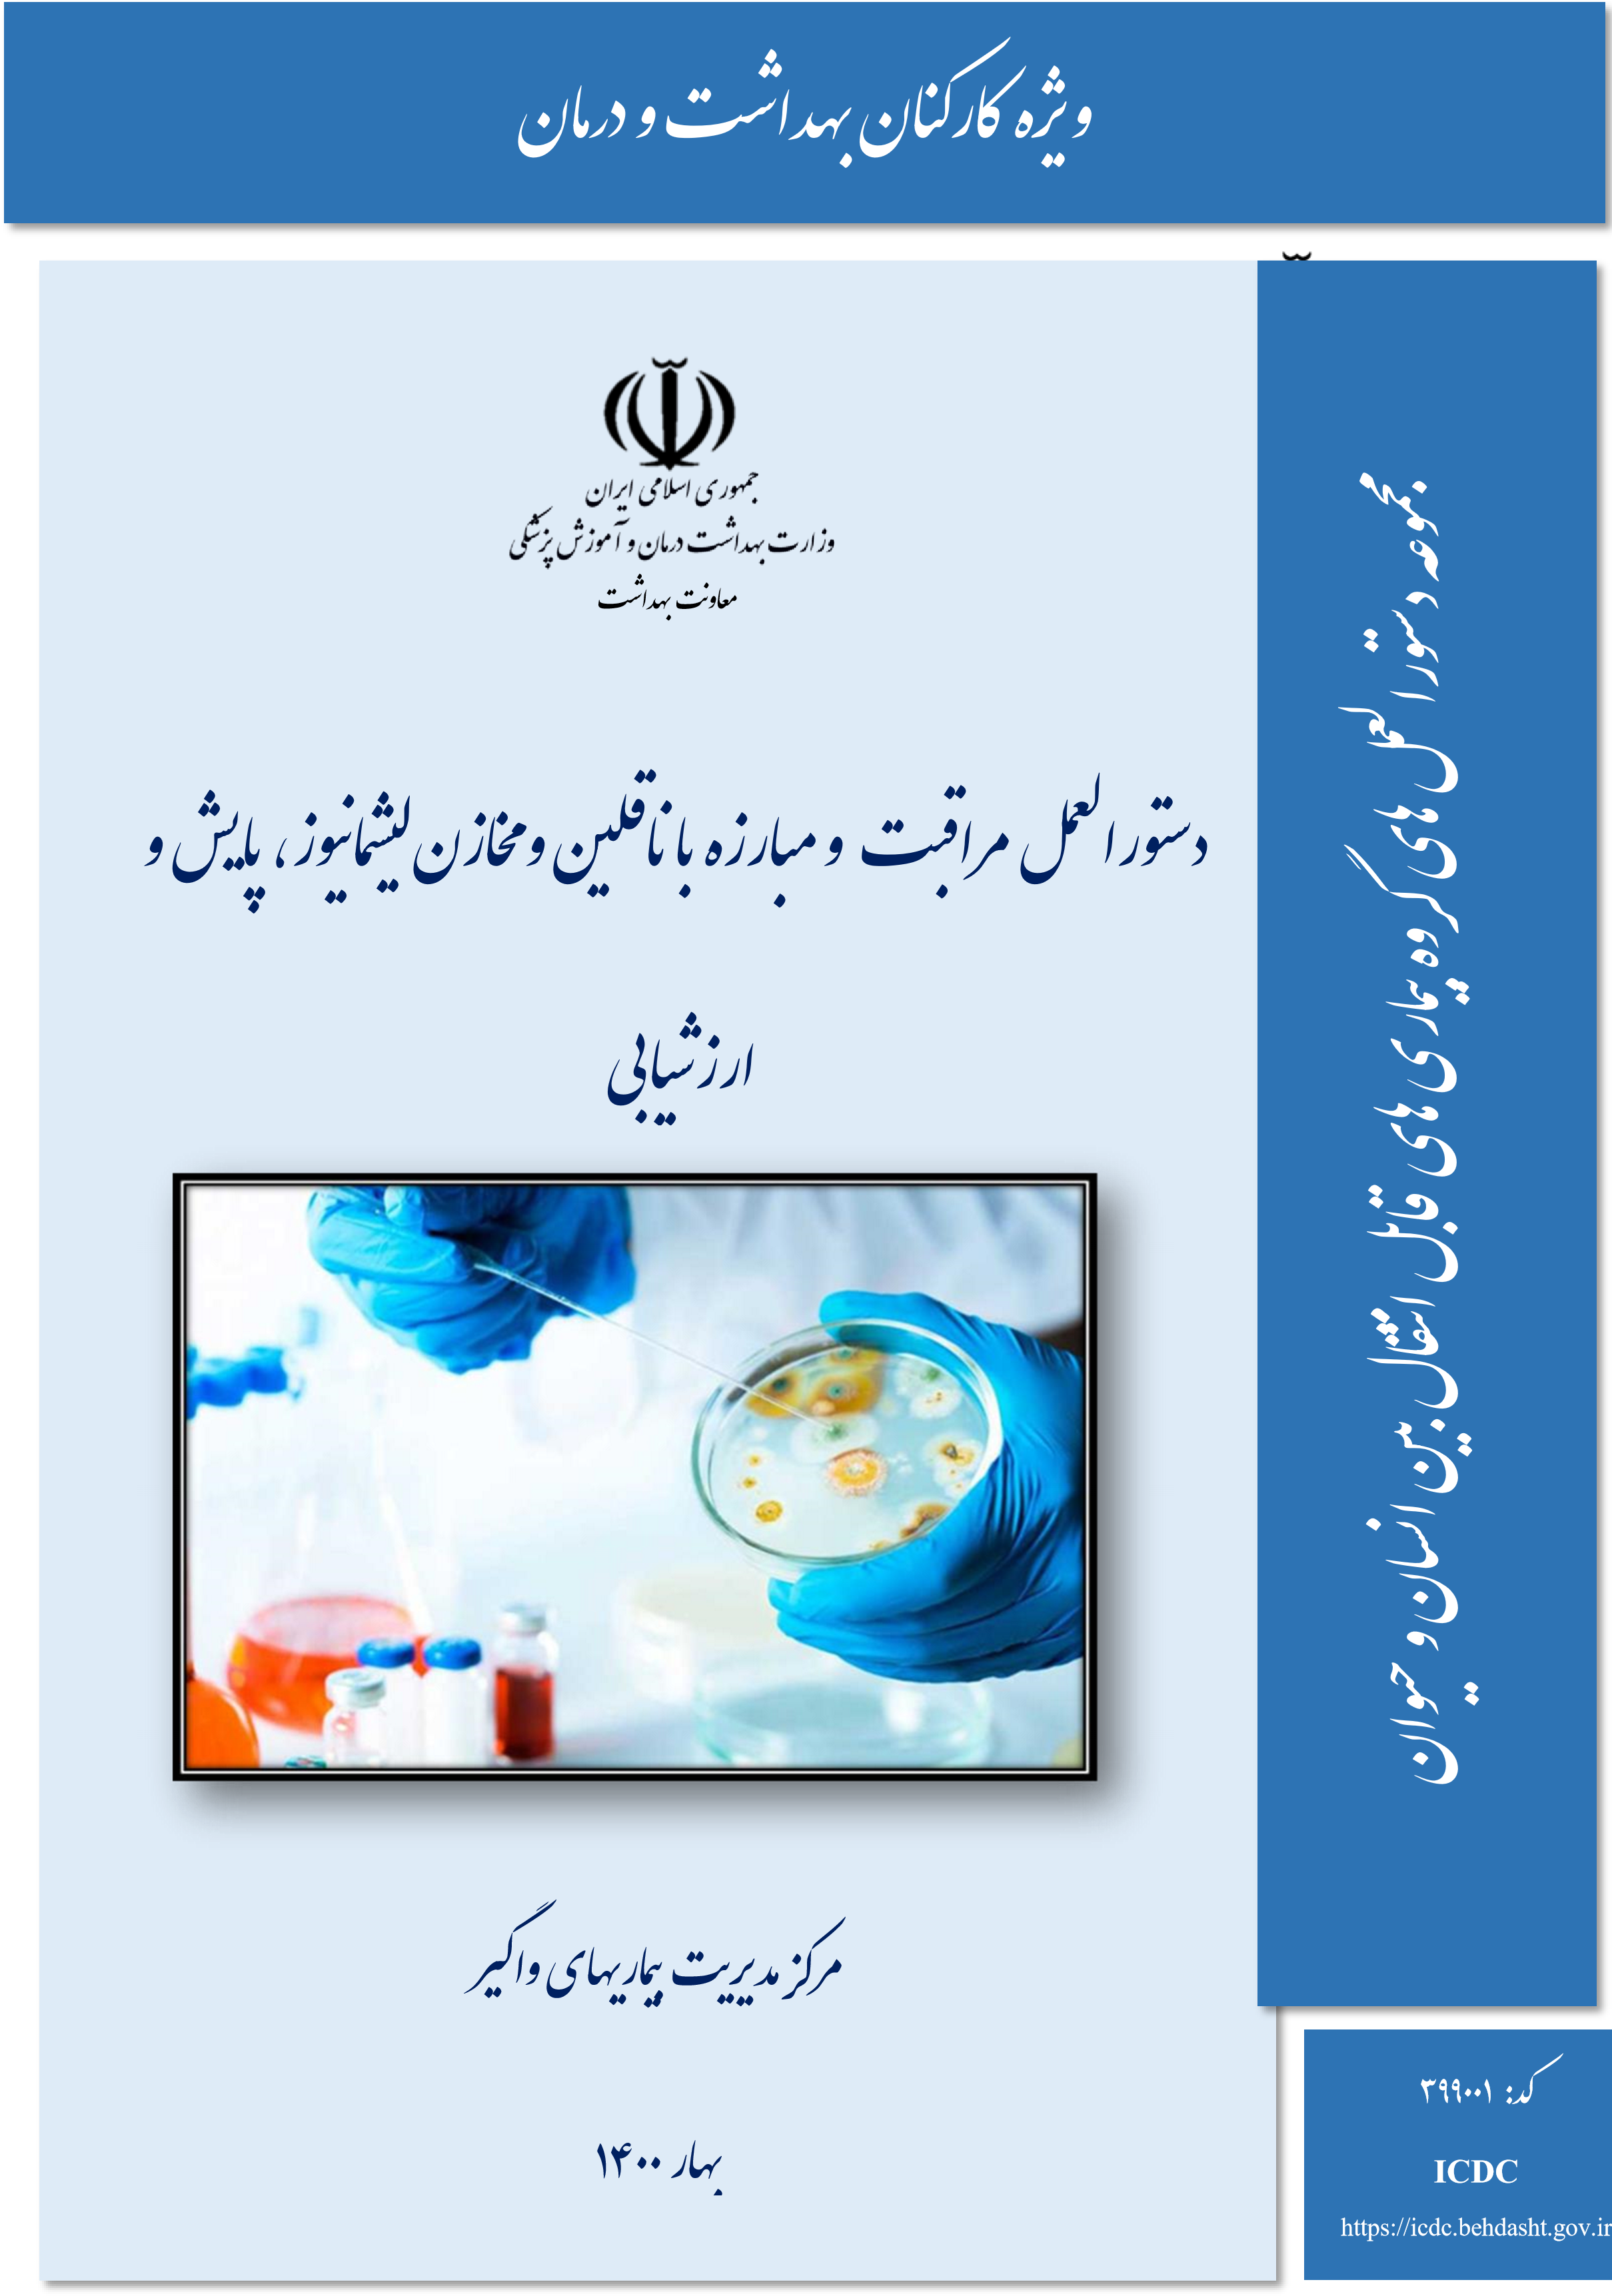 ویژه کارکنان بهداشت و درمان
جمهوری اسلامی ایران
وزارت بهداشت درمان و آموزش پزشکی
معاونت بهداشت
دستورالعمل مراقبت و مبارزه با ناقلین و مخازن لیشمانیوز، پایش و
ارزشیابی
مجموعه دستورالعمل های گروه بیماری های قابل انتقال بین انسان و حیوان
مرکز مدیریت بیماریهای واگیر
بهار ۱۴۰۰
کد: ۳۹۹۰۰۱
ICDC
https://icdc.behdasht.gov.ir